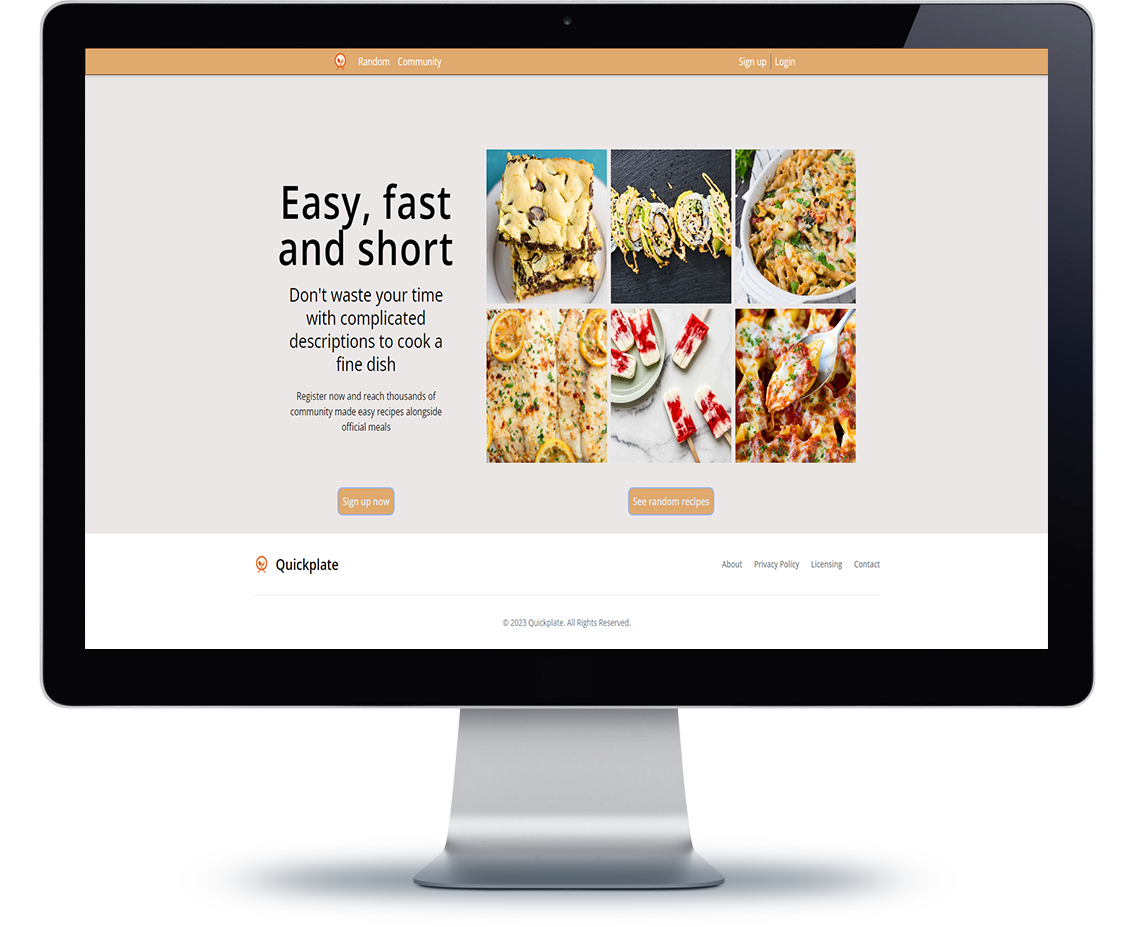 Random Community Sign up Login
Easy, fast
and short
Don't waste your time
with complicated
descriptions to cook a
fine dish
Register now and reach thousands of
community made easy recipes alongside
official meals
Sign up now
See random recipes
Quickplate
About Privacy Policy Licensing Contact
© 2023 Quickplate. All Rights Reserved.